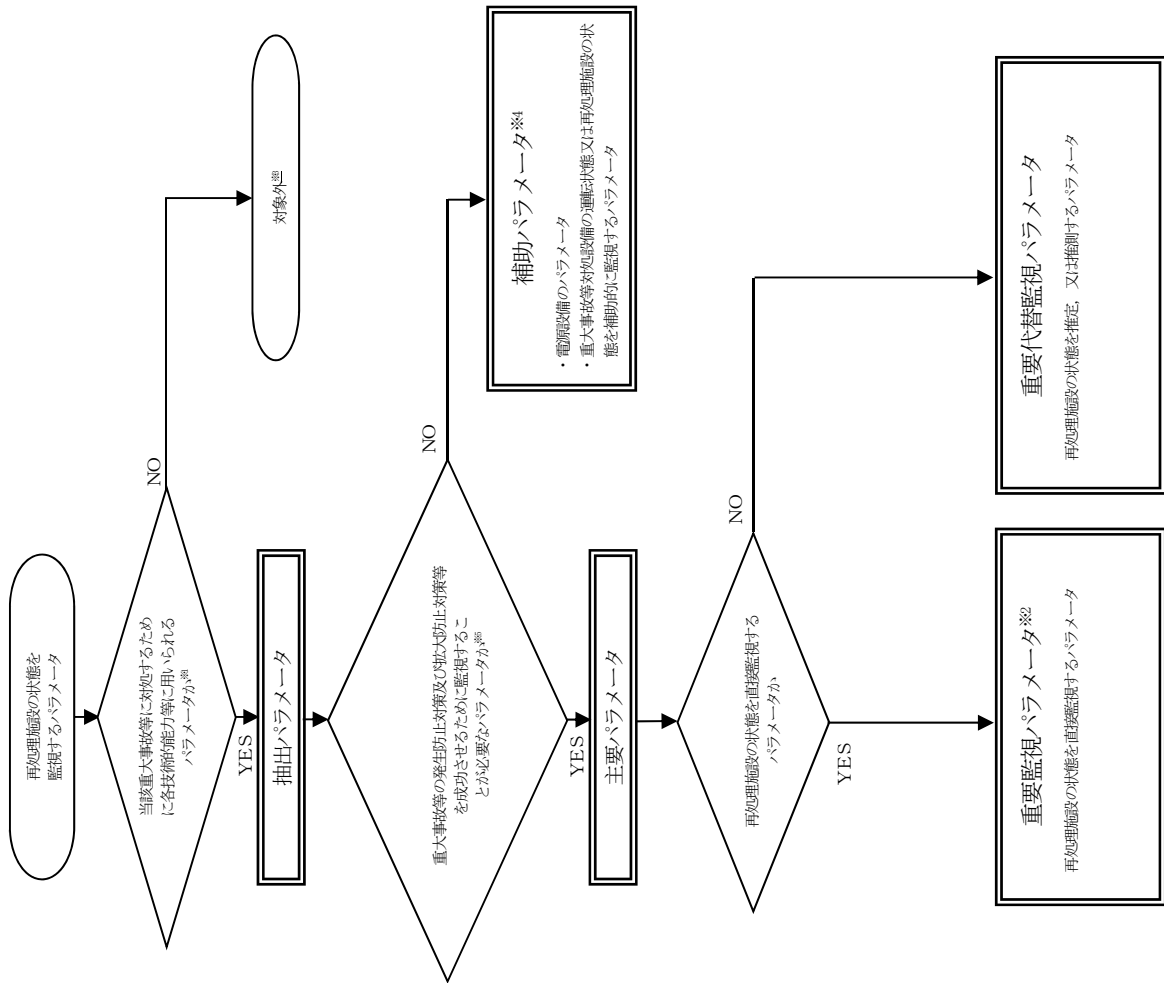 再処理施設の状態を
監視するパラメータ
当該重大事故等に対処するため
に各技術的能力等に用いられる
パラメータか
NO
対象外
YES
抽出パラメータ
重大事故等の発生防止対策及び拡大防止対策等
を成功させるために監視するこ
とが必要なパラメータか
NO
補助パラメータ※4
・電源設備のパラメータ
・重大事故等対処設備の運転状態又は再処理施設の状
態を補助的に監視するパラメータ
YES
主要パラメータ
再処理施設の状態を直接監視する
パラメータか
NO
YES
重要監視パラメータ※2
再処理施設の状態を直接監視するパラメータ
重要代替監視パラメータ
再処理施設の状態を推定，又は推測するパラメータ